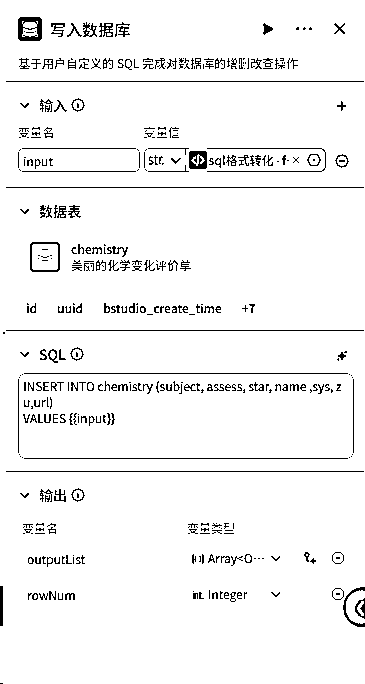 写入数据库
基于用户自定义的 SQL 完成对数据库的增删改查操作
输入
变量名 变量值
input str. sql格式转化 - f
数据表
chemistry
美丽的化学变化评价单
id uuid bstudio_create_time +7
SQL
INSERT INTO chemistry (subject, assess, star, name ,sys, z
u,url)
VALUES {{input}}
输出
变量名 变量类型
outputList Array<O···
rowNum int. Integer